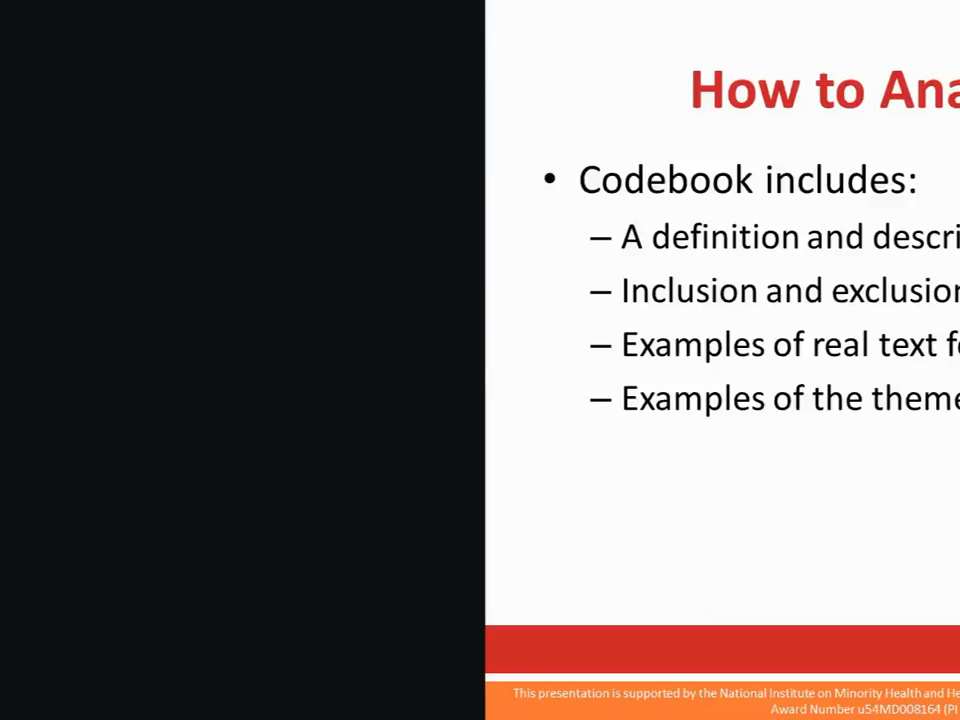 How to Ana
• Codebook includes:
– A definition and descri
– Inclusion and exclusion
– Examples of real text f
– Examples of the theme
This presentation is supported by the National Institute on Minority Health and He
Award Number u54MD008164 (PI